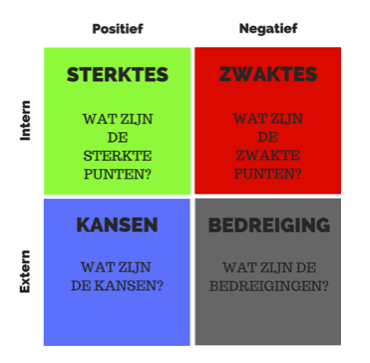 Positief
Negatief
Intern
STERKTES
WAT ZIJN
DE
STERKTE
PUNTEN?
ZWAKTES
WAT ZIJN
DE
ZWAKTE
PUNTEN?
Extern
KANSEN
WAT ZIJN
DE KANSEN?
BEDREIGING
WAT ZIJN DE
BEDREIGINGEN?